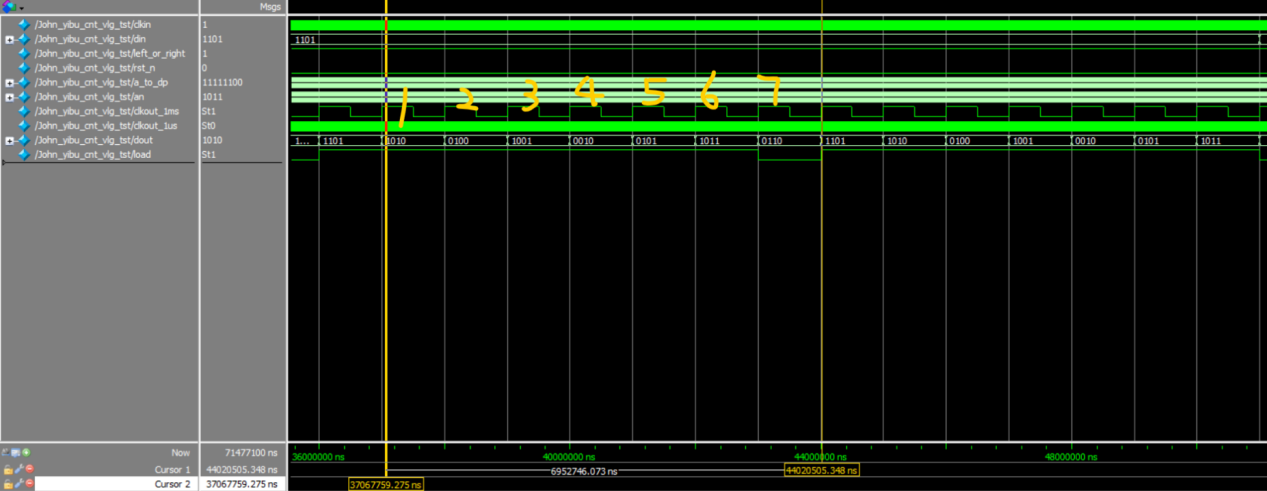 Msgs
/John_yibu_cnt_vlg_tst/clkin 1
/John_yibu_cnt_vlg_tst/din 1101 1101
/John_yibu_cnt_vlg_tst/left_or_right 1
/John_yibu_cnt_vlg_tst/rst_n 0
/John_yibu_cnt_vlg_tst/a_to_dp 11111100
/John_yibu_cnt_vlg_tst/an 1011
1 2 3 4 5 6 7
/John_yibu_cnt_vlg_tst/clkout_1ms St1
/John_yibu_cnt_vlg_tst/clkout_1us St0
/John_yibu_cnt_vlg_tst/dout 1010 1... 1101 1010 0100 1001 0010 0101 1011 0110 1101 1010 0100 1001 0010 0101 1011
/John_yibu_cnt_vlg_tst/load St1
Now 71477100 ns 36000000 ns 40000000 ns 44000000 ns 48000000 ns
Cursor 1 44020505.348 ns 6952746.073 ns 44020505.348 ns
Cursor 2 37067759.275 ns 37067759.275 ns